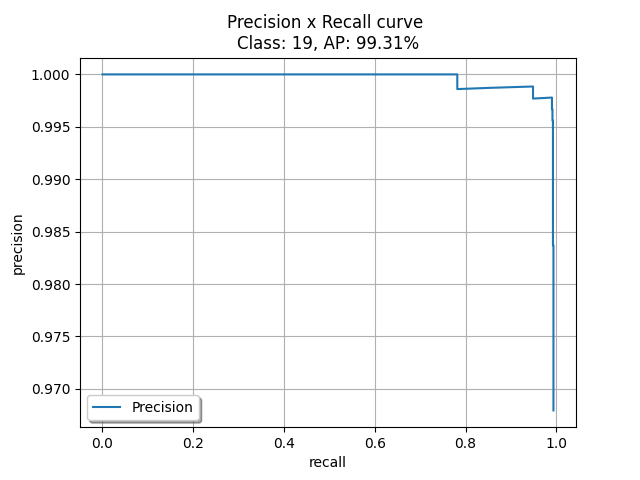 Precision x Recall curve
Class: 19, AP: 99.31%
1.000
0.995
0.990
0.985
0.980
0.975
0.970
precision
Precision
0.0 0.2 0.4 0.6 0.8 1.0
recall